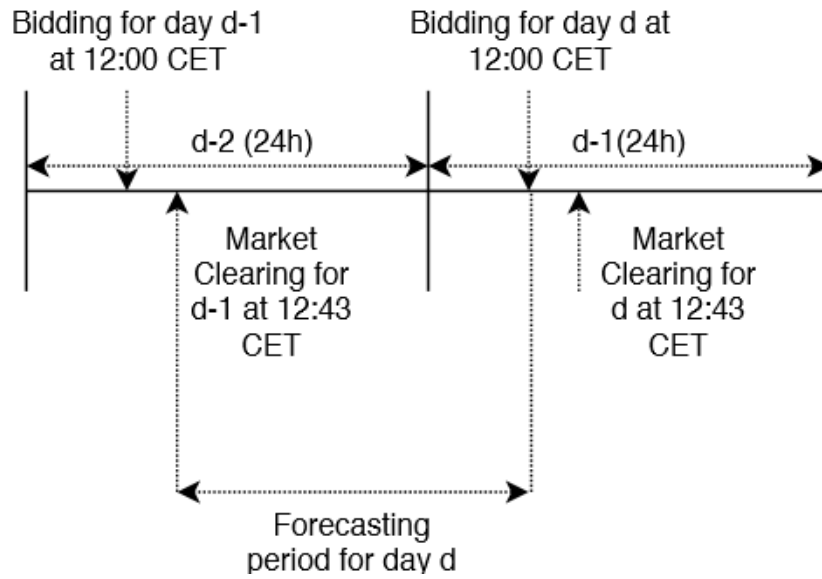 Bidding for day d-1
at 12:00 CET
Bidding for day d at
12:00 CET
d-2 (24h)
d-1(24h)
Market
Clearing for
d-1 at 12:43
CET
Market
Clearing for
d at 12:43
CET
Forecasting
period for day d